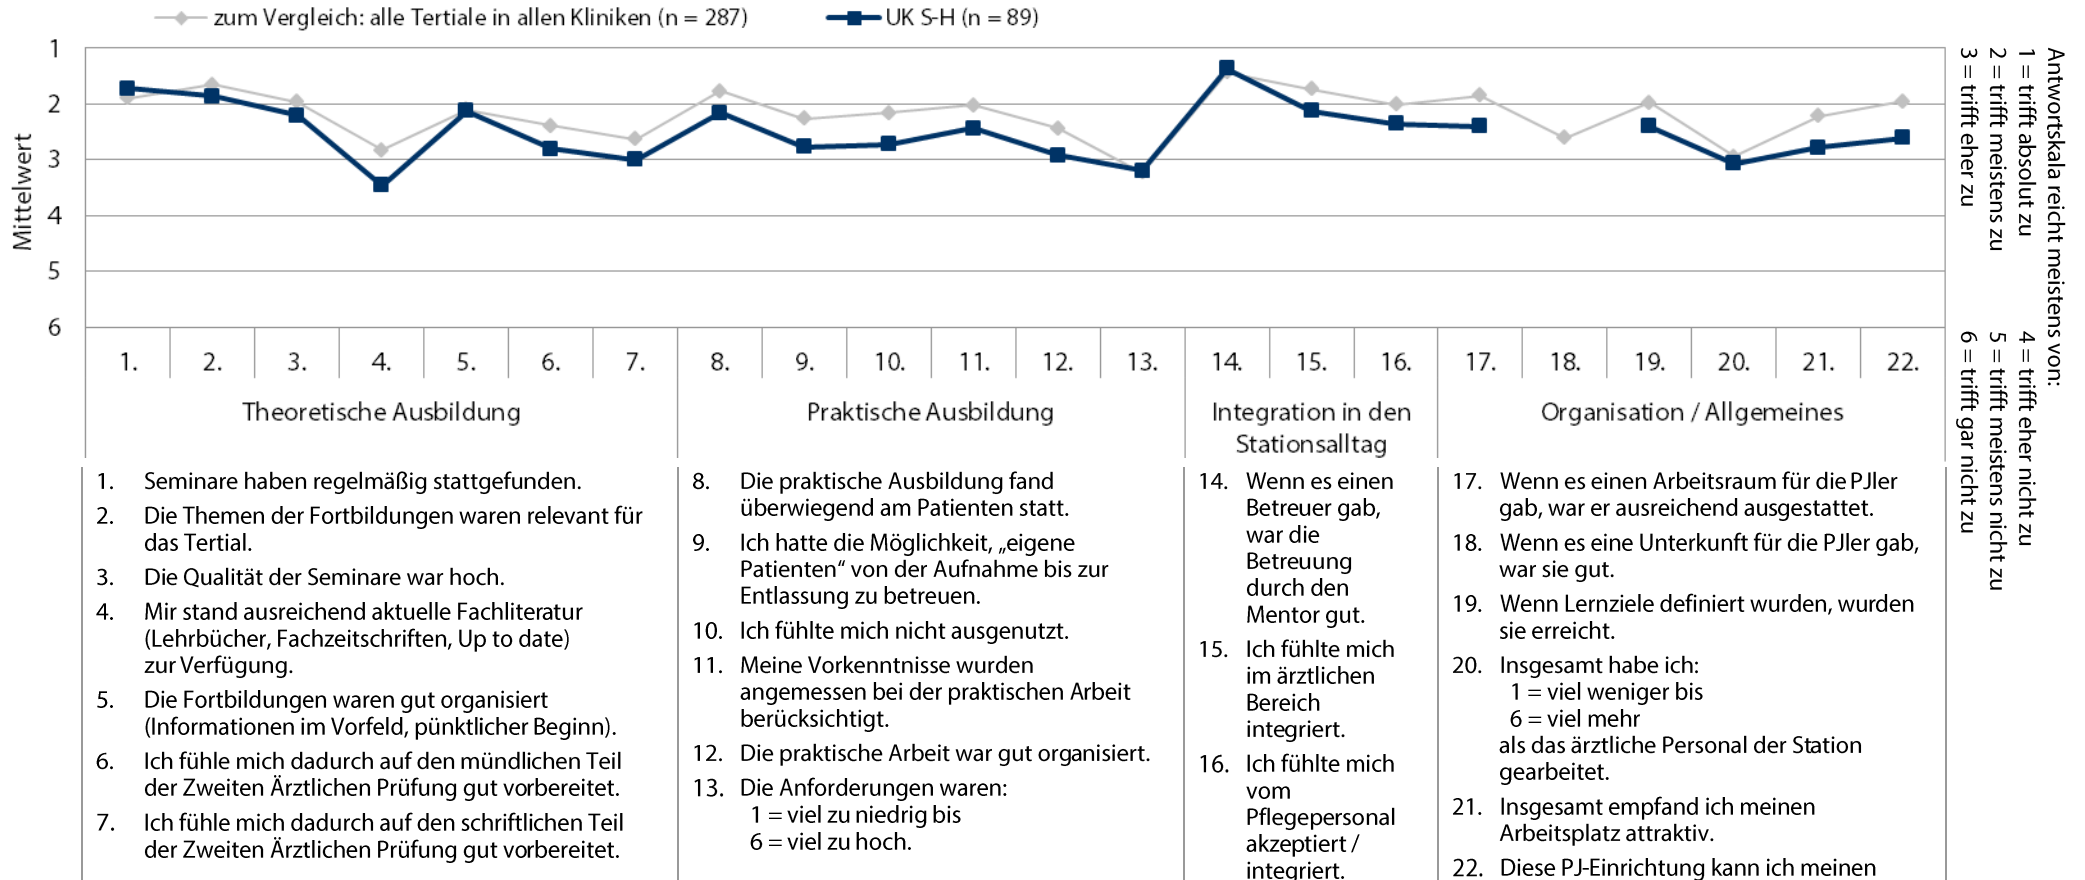 zum Vergleich: alle Tertiale in allen Kliniken (n = 287)
UK S-H (n = 89)
Mittelwert
1
2
3
4
5
6
1. 2. 3. 4. 5. 6. 7. 8. 9. 10. 11. 12. 13. 14. 15. 16. 17. 18. 19. 20. 21. 22.
Antwortskala reicht meistens von:
1 = trifft absolut zu
2 = trifft meistens zu
3 = trifft eher zu
4 = trifft eher nicht zu
5 = trifft meistens nicht zu
6 = trifft gar nicht zu
Theoretische Ausbildung
1. Seminare haben regelmäßig stattgefunden.
2. Die Themen der Fortbildungen waren relevant für
das Tertial.
3. Die Qualität der Seminare war hoch.
4. Mir stand ausreichend aktuelle Fachliteratur
(Lehrbücher, Fachzeitschriften, Up to date)
zur Verfügung.
5. Die Fortbildungen waren gut organisiert
(Informationen im Vorfeld, pünktlicher Beginn).
6. Ich fühle mich dadurch auf den mündlichen Teil
der Zweiten Ärztlichen Prüfung gut vorbereitet.
7. Ich fühle mich dadurch auf den schriftlichen Teil
der Zweiten Ärztlichen Prüfung gut vorbereitet.
Praktische Ausbildung
8. Die praktische Ausbildung fand
überwiegend am Patienten statt.
9. Ich hatte die Möglichkeit, „eigene
Patienten“ von der Aufnahme bis zur
Entlassung zu betreuen.
10. Ich fühlte mich nicht ausgenutzt.
11. Meine Vorkenntnisse wurden
angemessen bei der praktischen Arbeit
berücksichtigt.
12. Die praktische Arbeit war gut organisiert.
13. Die Anforderungen waren:
1 = viel zu niedrig bis
6 = viel zu hoch.
Integration in den
Stationsalltag
14. Wenn es einen
Betreuer gab,
war die
Betreuung
durch den
Mentor gut.
15. Ich fühlte mich
im ärztlichen
Bereich
integriert.
16. Ich fühlte mich
vom
Pflegepersonal
akzeptiert /
integriert.
Organisation / Allgemeines
17. Wenn es einen Arbeitsraum für die PJler
gab, war er ausreichend ausgestattet.
18. Wenn es eine Unterkunft für die PJler gab,
war sie gut.
19. Wenn Lernziele definiert wurden, wurden
sie erreicht.
20. Insgesamt habe ich:
1 = viel weniger bis
6 = viel mehr
als das ärztliche Personal der Station
gearbeitet.
21. Insgesamt empfand ich meinen
Arbeitsplatz attraktiv.
22. Diese PJ-Einrichtung kann ich meinen